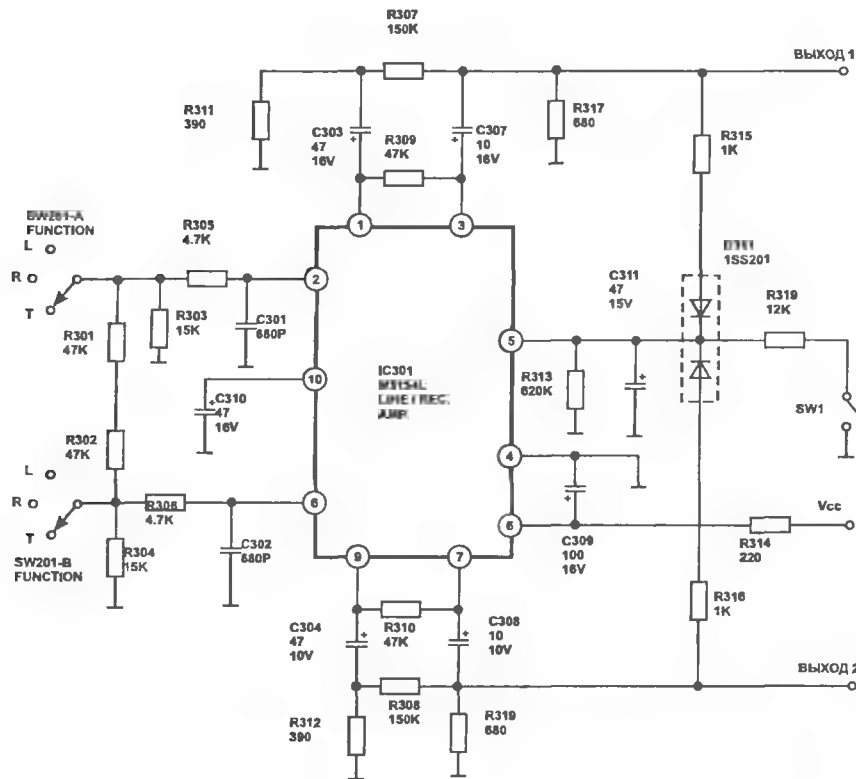 R307
150K
ВЫХОД 1
R311
390
C303
47
16V
R309
47K
C307
10
16V
R317
680
R315
1K
FUNCTION
L
R
T
R305
4.7K
R301
47K
R303
15K
C301
680P
1
3
2
1SS201
C311
47
15V
R319
12K
5
IC301
LINE / REC.
R313
620K
SW1
10
C310
47
16V
R302
47K
L
R
T
R306
4.7K
6
4
6
C309
100
16V
Vcc
R314
220
SW201-B
FUNCTION
R304
15K
C302
680P
9
7
R316
1K
C304
47
10V
R310
47K
C308
10
10V
ВЫХОД 2
R308
150K
R312
390
R319
680